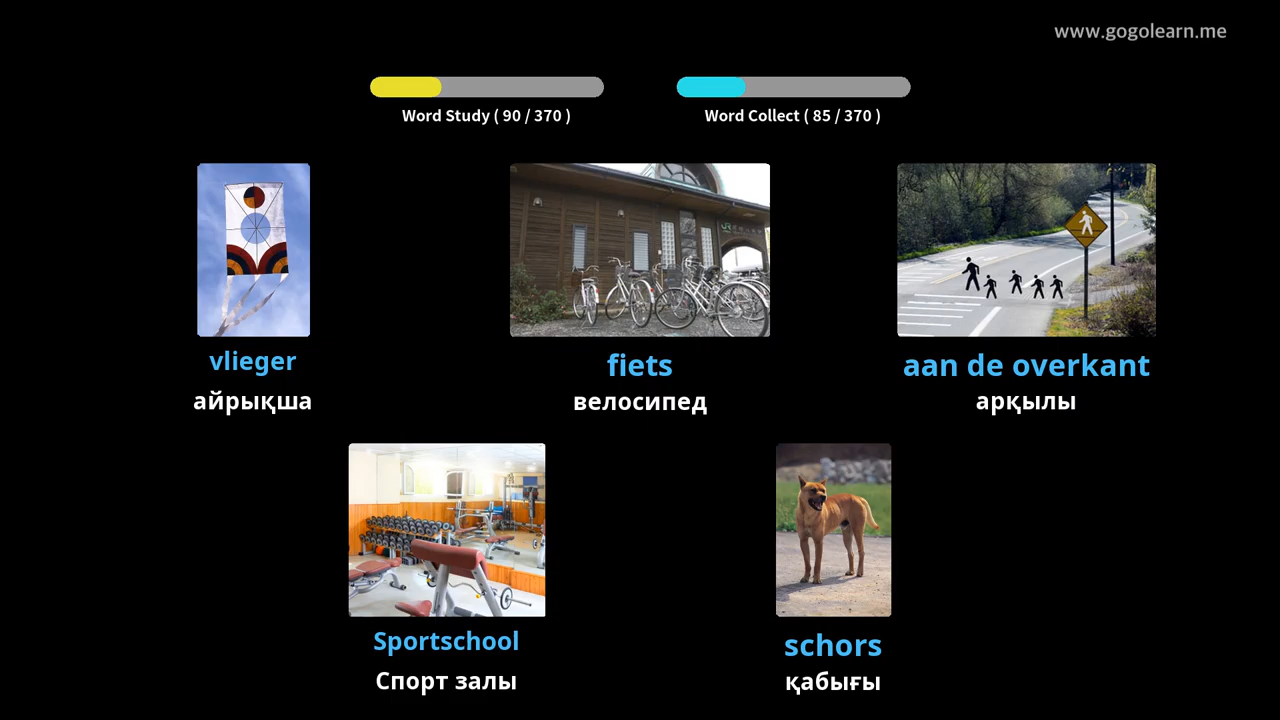 www.gogolearn.me
Word Study ( 90 / 370 )
Word Collect ( 85 / 370 )
vlieger
айрықша
fiets
велосипед
aan de overkant
арқылы
Sportschool
Спорт залы
schors
қабығы